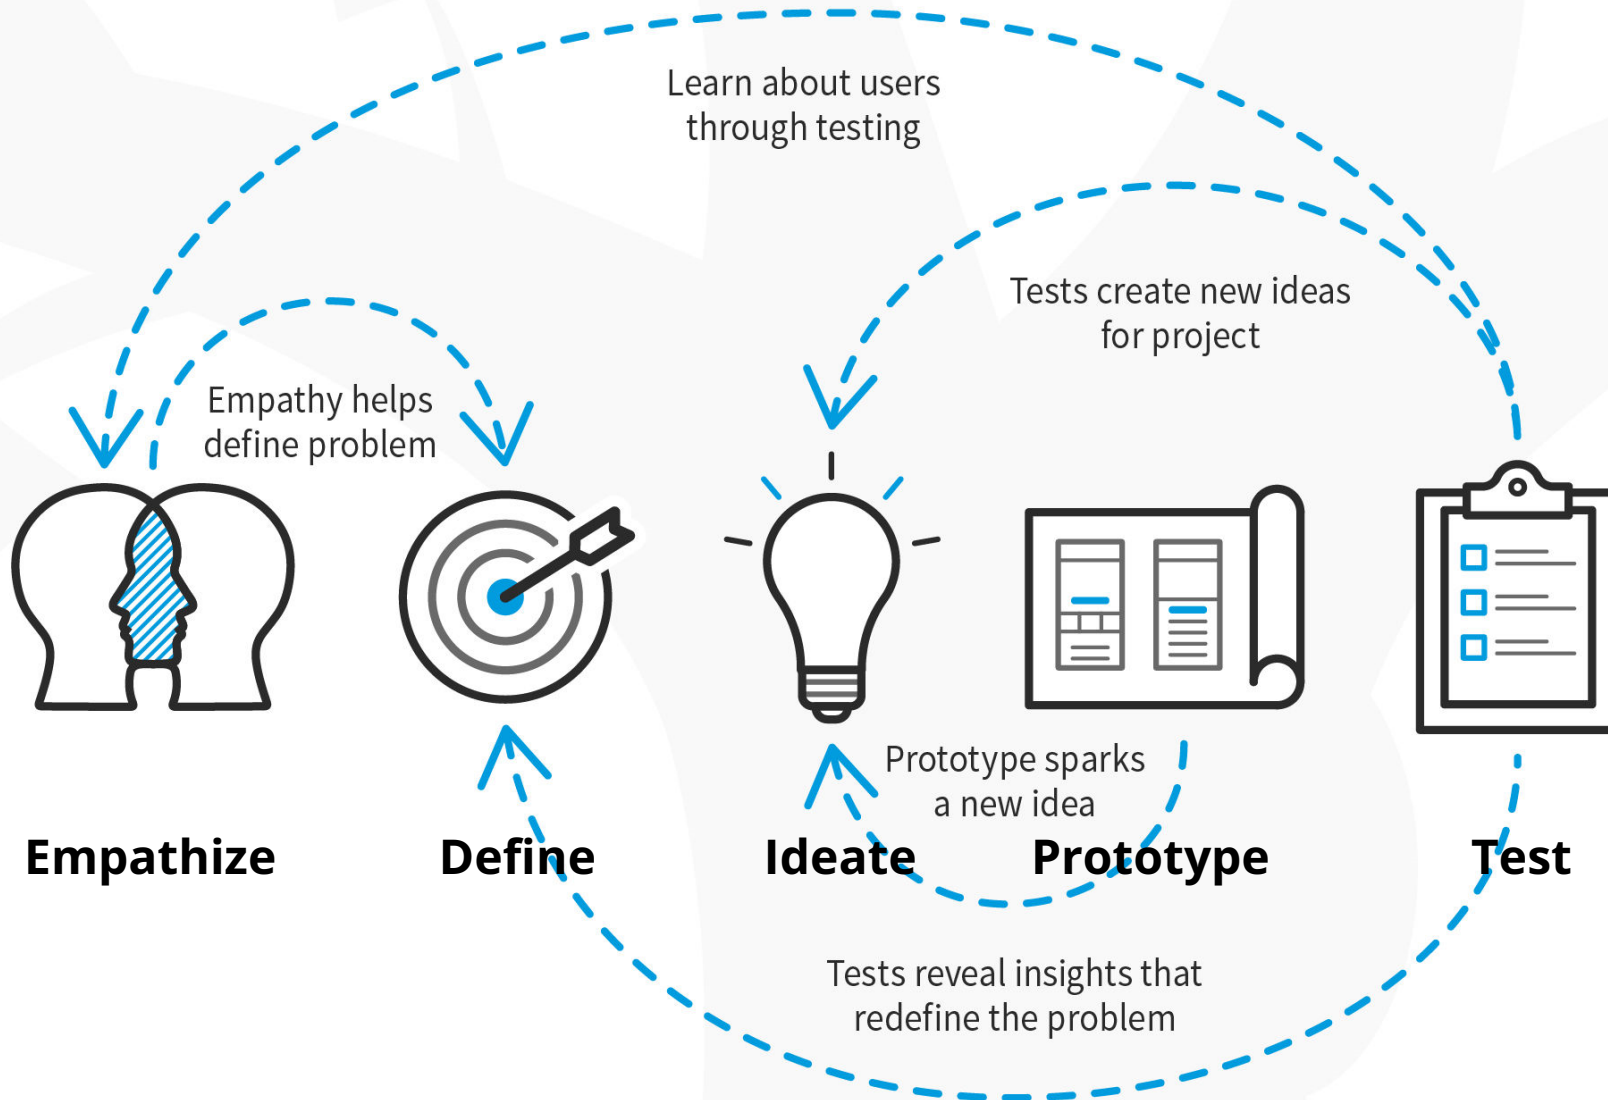 Learn about users
through testing
Tests create new ideas
for project
Empathy helps
define problem
Prototype sparks
a new idea
Empathize
Define
Ideate
Prototype
Test
Tests reveal insights that
redefine the problem